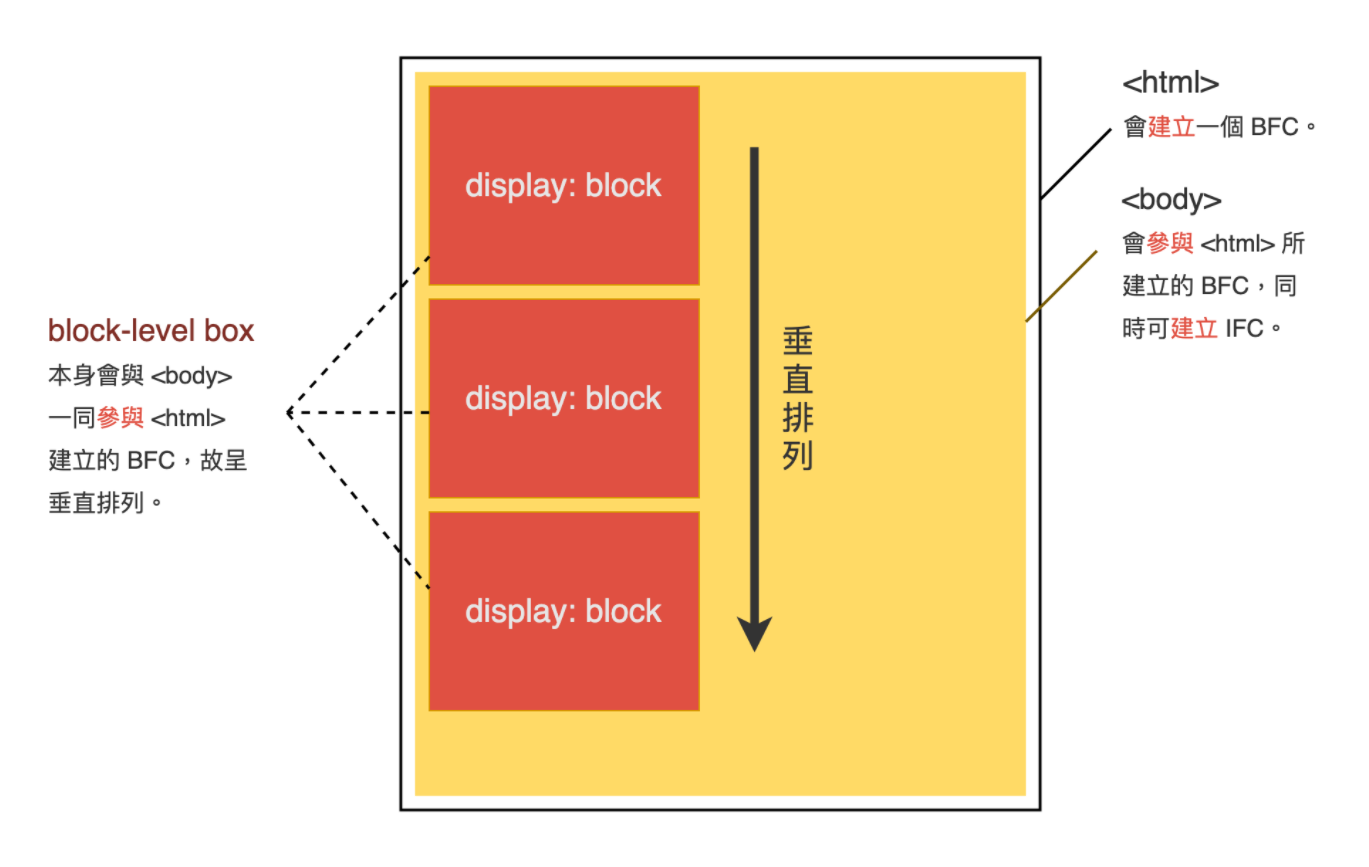 <html>
會建立一個 BFC。
<body>
會參與 <html> 所
建立的 BFC，同
時可建立 IFC。
display: block
display: block
display: block
垂直排列
block-level box
本身會與 <body>
一同參與 <html>
建立的 BFC，故呈
垂直排列。